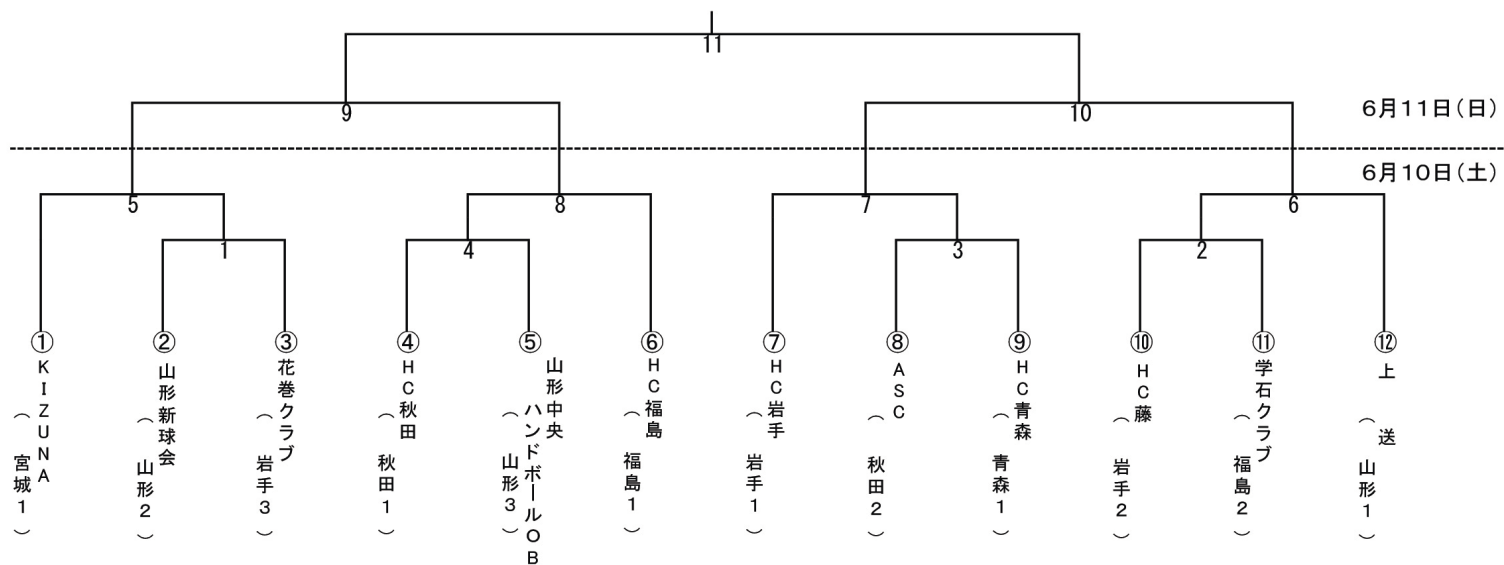 11
9
10
6月11日(日)
6月10日(土)
5
8
7
6
1
4
3
2
①
KIZUNA
(宮城1)
②
山形新球会
(山形2)
③
花巻クラブ
(岩手3)
④
HC秋田
(秋田1)
⑤
山形中央
ハンドボールOB
(山形3)
⑥
HC福島
(福島1)
⑦
HC岩手
(岩手1)
⑧
ASC
(秋田2)
⑨
HC青森
(青森1)
⑩
HC藤
(岩手2)
⑪
学石クラブ
(福島2)
⑫
上 送
(山形1)